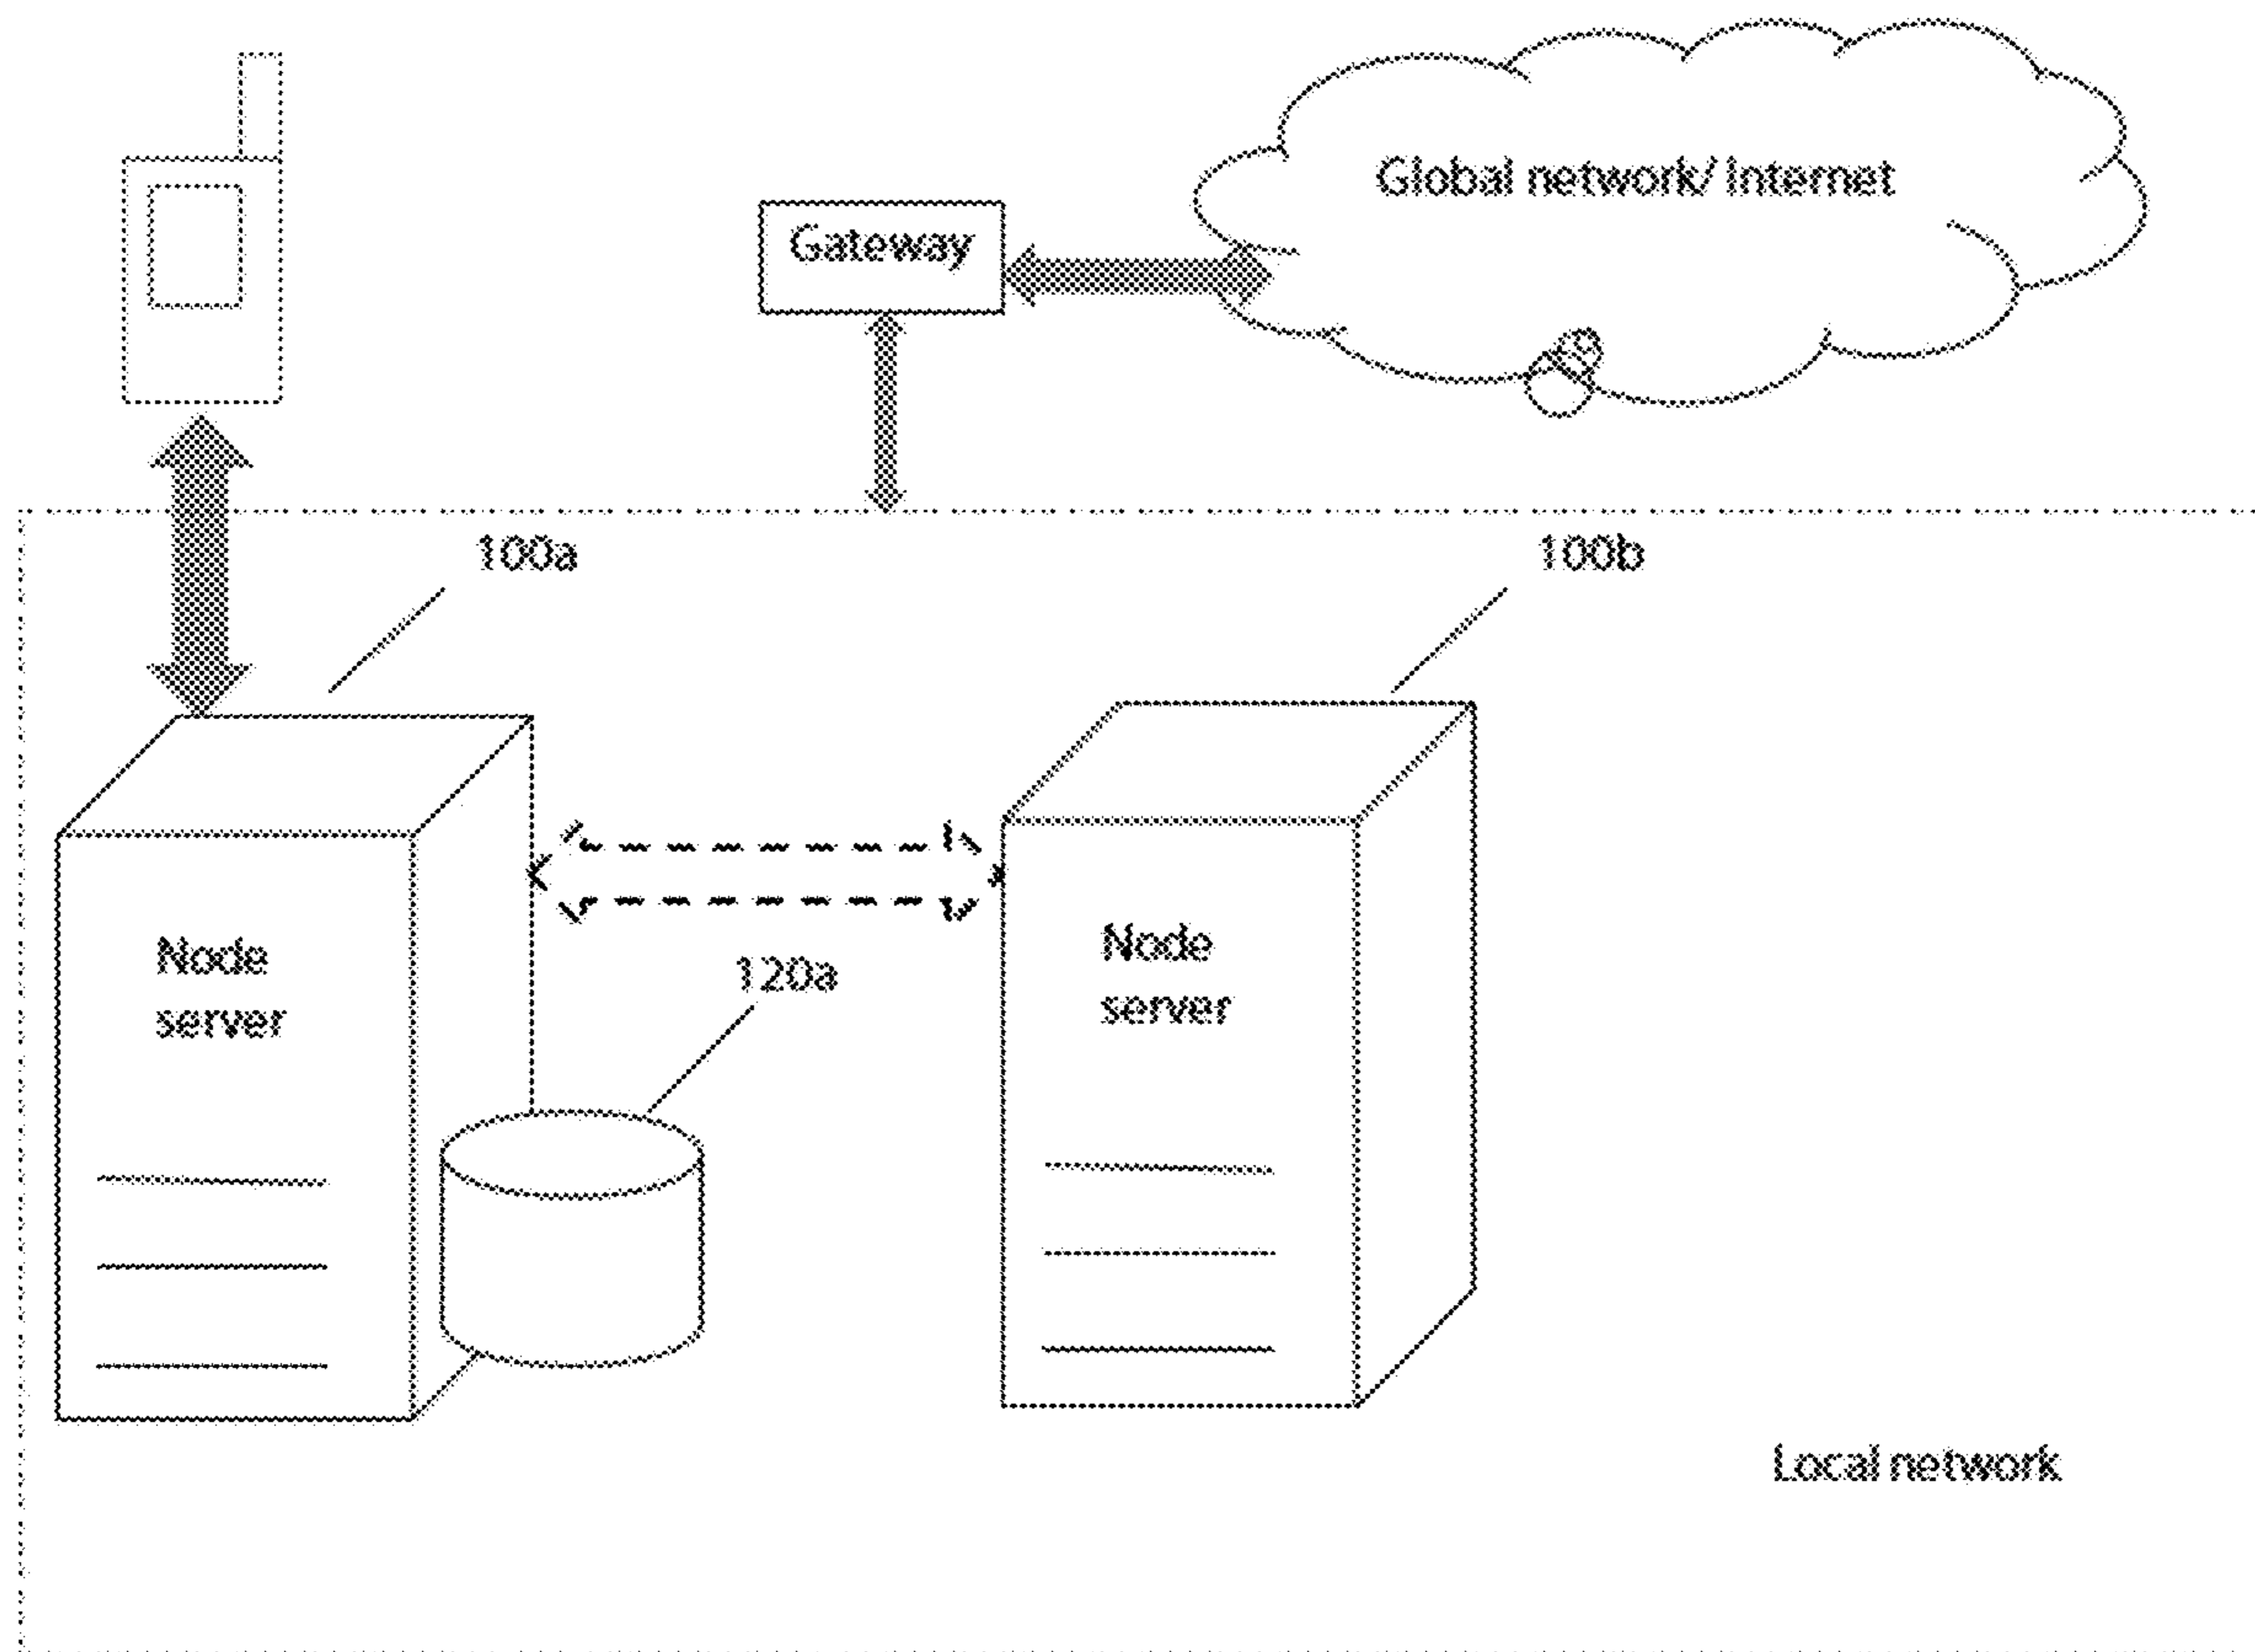 Global network/ Internet
Gateway
100a
100b
Node
server
120a
Node
server
Local network